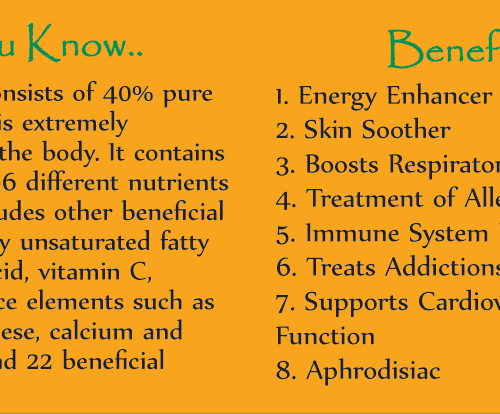 u Know..
onsists of 40% pure
is extremely
the body. It contains
6 different nutrients
udes other beneficial
y unsaturated fatty
cid, vitamin C,
ce elements such as
ese, calcium and
nd 22 beneficial
Benef
1. Energy Enhancer
2. Skin Soother
3. Boosts Respirator
4. Treatment of Alle
5. Immune System
6. Treats Addictions
7. Supports Cardiov
Function
8. Aphrodisiac